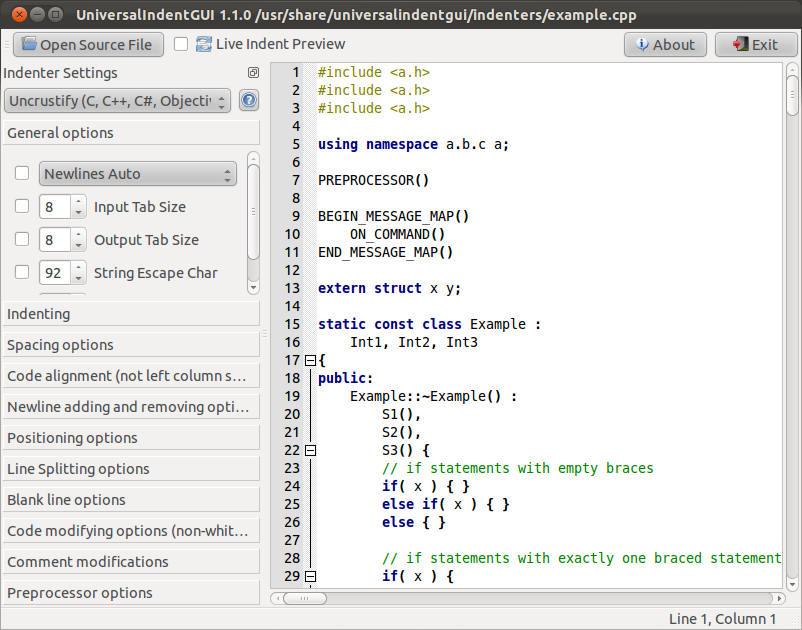 UniversalIndentGUI 1.1.0 /usr/share/universalindentgui/indenters/example.cpp
Open Source File Live Indent Preview About Exit
Indenter Settings
Uncrustify (C, C++, C#, Objecti
General options
Newlines Auto
8 Input Tab Size
8 Output Tab Size
92 String Escape Char
Indenting
Spacing options
Code alignment (not left column s...
Newline adding and removing opti...
Positioning options
Line Splitting options
Blank line options
Code modifying options (non-whit...
Comment modifications
Preprocessor options
1 #include <a.h>
2 #include <a.h>
3 #include <a.h>
4
5 using namespace a.b.c a;
6
7 PREPROCESSOR()
8
9 BEGIN_MESSAGE_MAP()
10     ON_COMMAND()
11 END_MESSAGE_MAP()
12
13 extern struct x y;
14
15 static const class Example :
16     Int1, Int2, Int3
17 {
18 public:
19     Example::~Example() :
20         S1(),
21         S2(),
22         S3() {
23         // if statements with empty braces
24         if( x ) { }
25         else if( x ) { }
26         else { }
27
28         // if statements with exactly one braced statement
29         if( x ) {
Line 1, Column 1